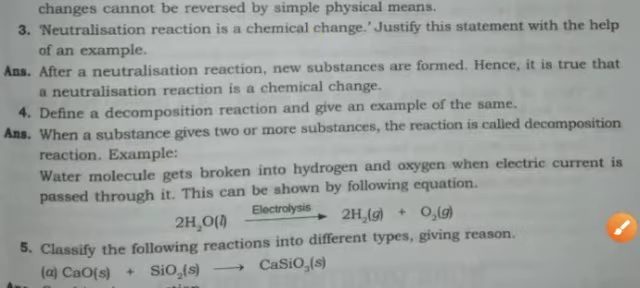 changes cannot be reversed by simple physical means.
3. 'Neutralisation reaction is a chemical change.' Justify this statement with the help
of an example.
Ans. After a neutralisation reaction, new substances are formed. Hence, it is true that
a neutralisation reaction is a chemical change.
4. Define a decomposition reaction and give an example of the same.
Ans. When a substance gives two or more substances, the reaction is called decomposition
reaction. Example:
Water molecule gets broken into hydrogen and oxygen when electric current is
passed through it. This can be shown by following equation.
2H₂O(l) —Electrolysis→ 2H₂(g) + O₂(g)
5. Classify the following reactions into different types, giving reason.
(a) CaO(s) + SiO₂(s) ⟶ CaSiO₃(s)